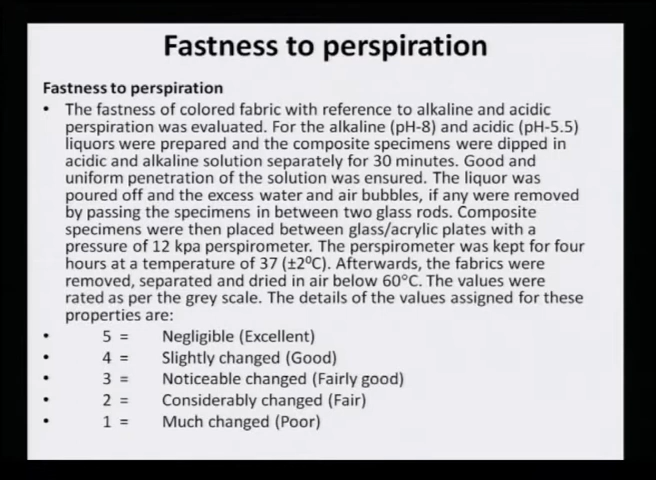 Fastness to perspiration
Fastness to perspiration
• The fastness of colored fabric with reference to alkaline and acidic
perspiration was evaluated. For the alkaline (pH-8) and acidic (pH-5.5)
liquors were prepared and the composite specimens were dipped in
acidic and alkaline solution separately for 30 minutes. Good and
uniform penetration of the solution was ensured. The liquor was
poured off and the excess water and air bubbles, if any were removed
by passing the specimens in between two glass rods. Composite
specimens were then placed between glass/acrylic plates with a
pressure of 12 kpa perspirometer. The perspirometer was kept for four
hours at a temperature of 37 (±2⁰C). Afterwards, the fabrics were
removed, separated and dried in air below 60°C. The values were
rated as per the grey scale. The details of the values assigned for these
properties are:
• 5 = Negligible (Excellent)
• 4 = Slightly changed (Good)
• 3 = Noticeable changed (Fairly good)
• 2 = Considerably changed (Fair)
• 1 = Much changed (Poor)